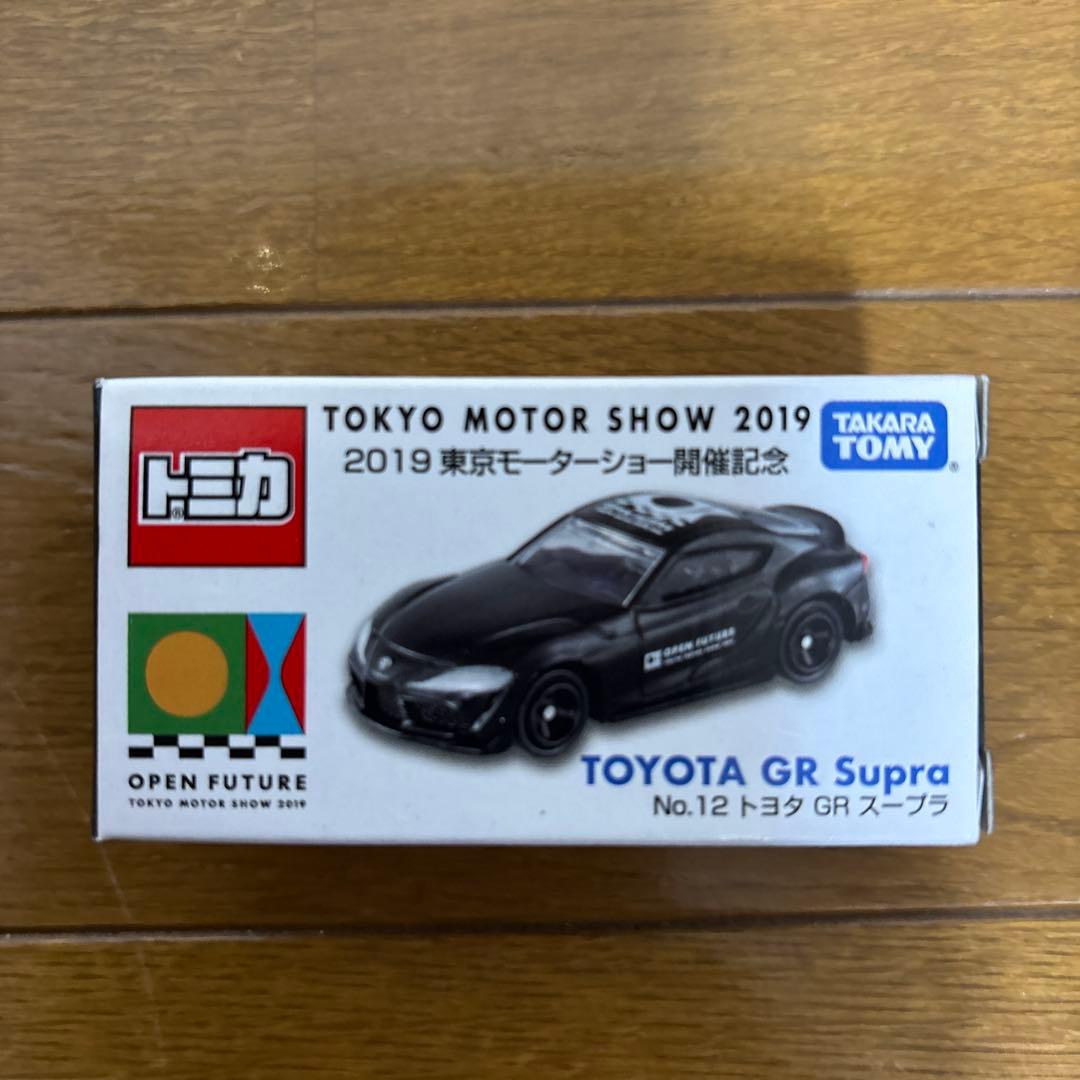 TOKYO MOTOR SHOW 2019
2019 東京モーターショー開催記念
トミカ
®
TAKARA
TOMY
®
OPEN FUTURE
OPEN FUTURE
TOKYO MOTOR SHOW 2019
TOYOTA GR Supra
No.12 トヨタ GR スープラ